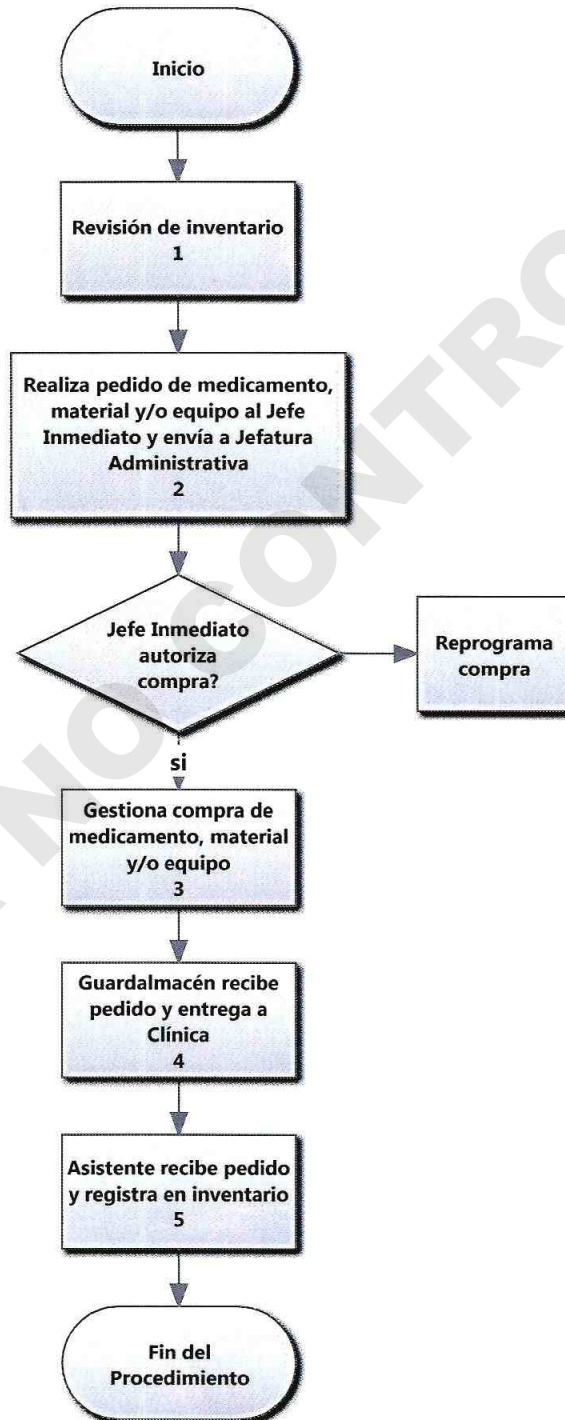 Inicio
Revisión de inventario
1
Realiza pedido de medicamento,
material y/o equipo al Jefe
Inmediato y envía a Jefatura
Administrativa
2
Jefe Inmediato
autoriza
compra?
Reprograma
compra
si
Gestiona compra de
medicamento, material
y/o equipo
3
Guardalmacén recibe
pedido y entrega a
Clínica
4
Asistente recibe pedido
y registra en inventario
5
Fin del
Procedimiento
NO CONTRO